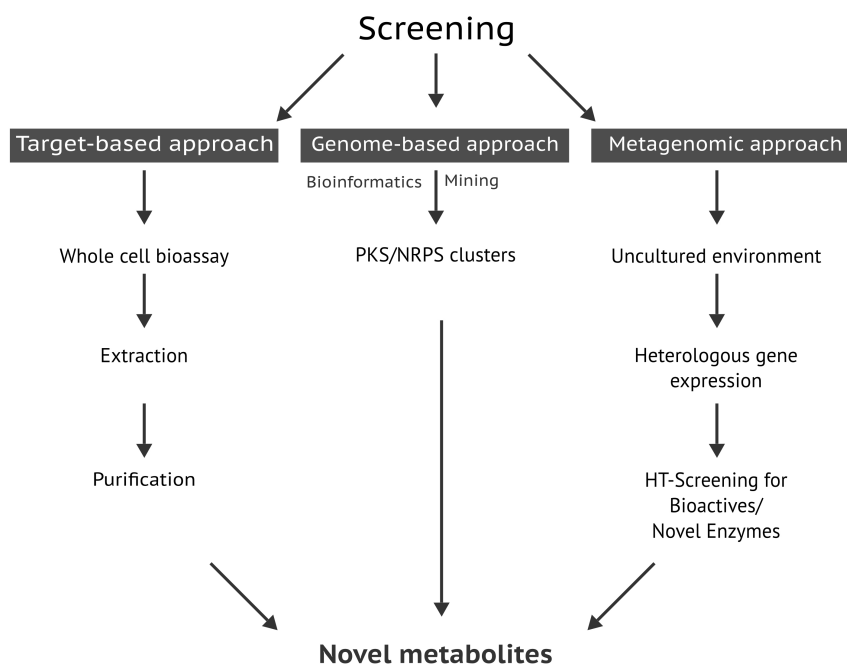 Screening
Target-based approach
Genome-based approach
Metagenomic approach
Bioinformatics
Mining
Whole cell bioassay
PKS/NRPS clusters
Uncultured environment
Extraction
Heterologous gene
expression
Purification
HT-Screening for
Bioactives/
Novel Enzymes
Novel metabolites